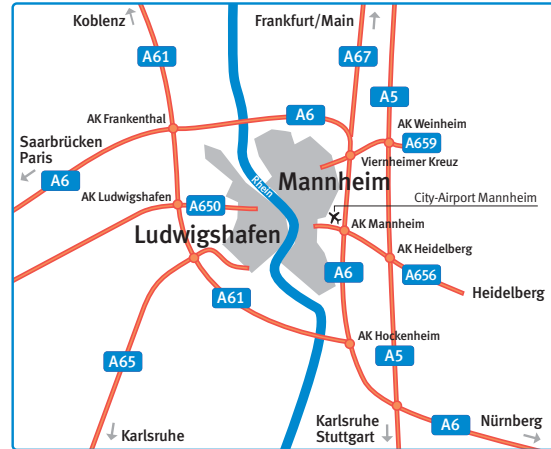 Koblenz
Frankfurt/Main
A61
A67
A5
A6
AK Frankenthal
AK Weinheim
A659
Saarbrücken
Paris
Viernheimer Kreuz
A6
Rhein
Mannheim
AK Ludwigshafen
A650
City-Airport Mannheim
Ludwigshafen
AK Mannheim
AK Heidelberg
A6
A656
Heidelberg
A61
AK Hockenheim
A65
A5
Karlsruhe
Karlsruhe
Stuttgart
A6
Nürnberg